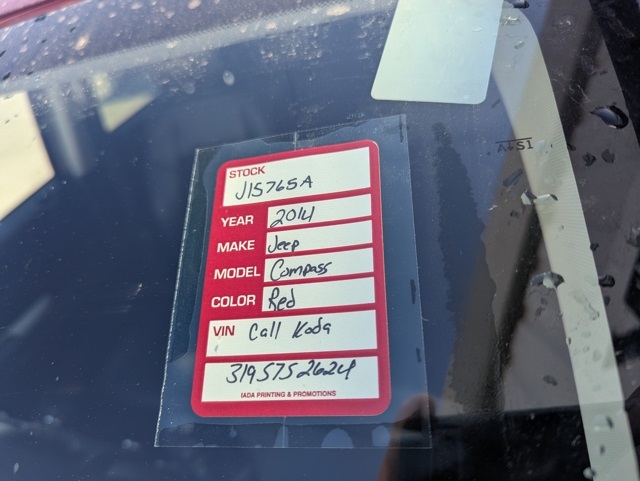 AS1
STOCK
J15765A
YEAR 2014
MAKE Jeep
MODEL Compass
COLOR Red
VIN Call Koda
3195752624
IADA PRINTING & PROMOTIONS